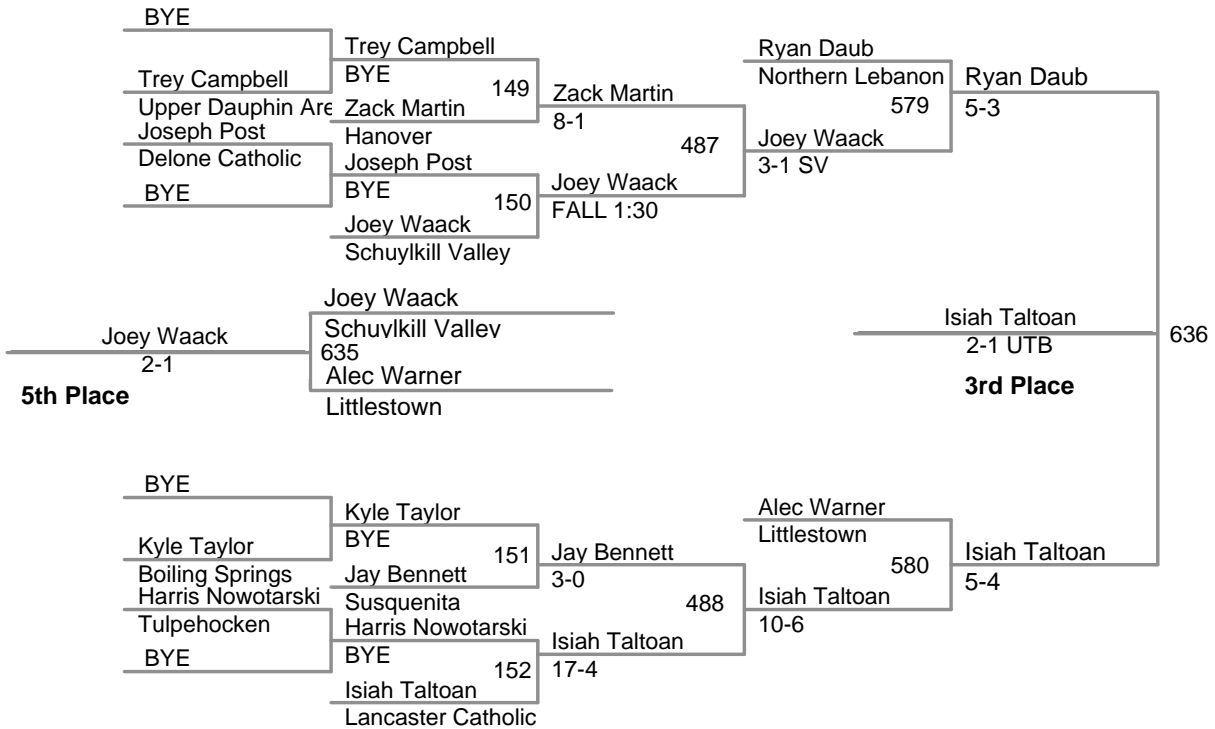 BYE
Trey Campbell
Upper Dauphin Are
Joseph Post
Delone Catholic
BYE
Trey Campbell
BYE
149
Zack Martin
Hanover
Joseph Post
BYE
150
Joey Waack
Schuylkill Valley
Zack Martin
8-1
487
Joey Waack
FALL 1:30
Ryan Daub
Northern Lebanon
579
Joey Waack
3-1 SV
Ryan Daub
5-3
Joey Waack
2-1
5th Place
Joey Waack
Schuylkill Valley
635
Alec Warner
Littlestown
Isiah Taltoan
2-1 UTB
3rd Place
636
BYE
Kyle Taylor
Boiling Springs
Harris Nowotarski
Tulpehocken
BYE
Kyle Taylor
BYE
151
Jay Bennett
Susquenita
Harris Nowotarski
BYE
152
Isiah Taltoan
Lancaster Catholic
Jay Bennett
3-0
488
Isiah Taltoan
17-4
Alec Warner
Littlestown
580
Isiah Taltoan
10-6
Isiah Taltoan
5-4